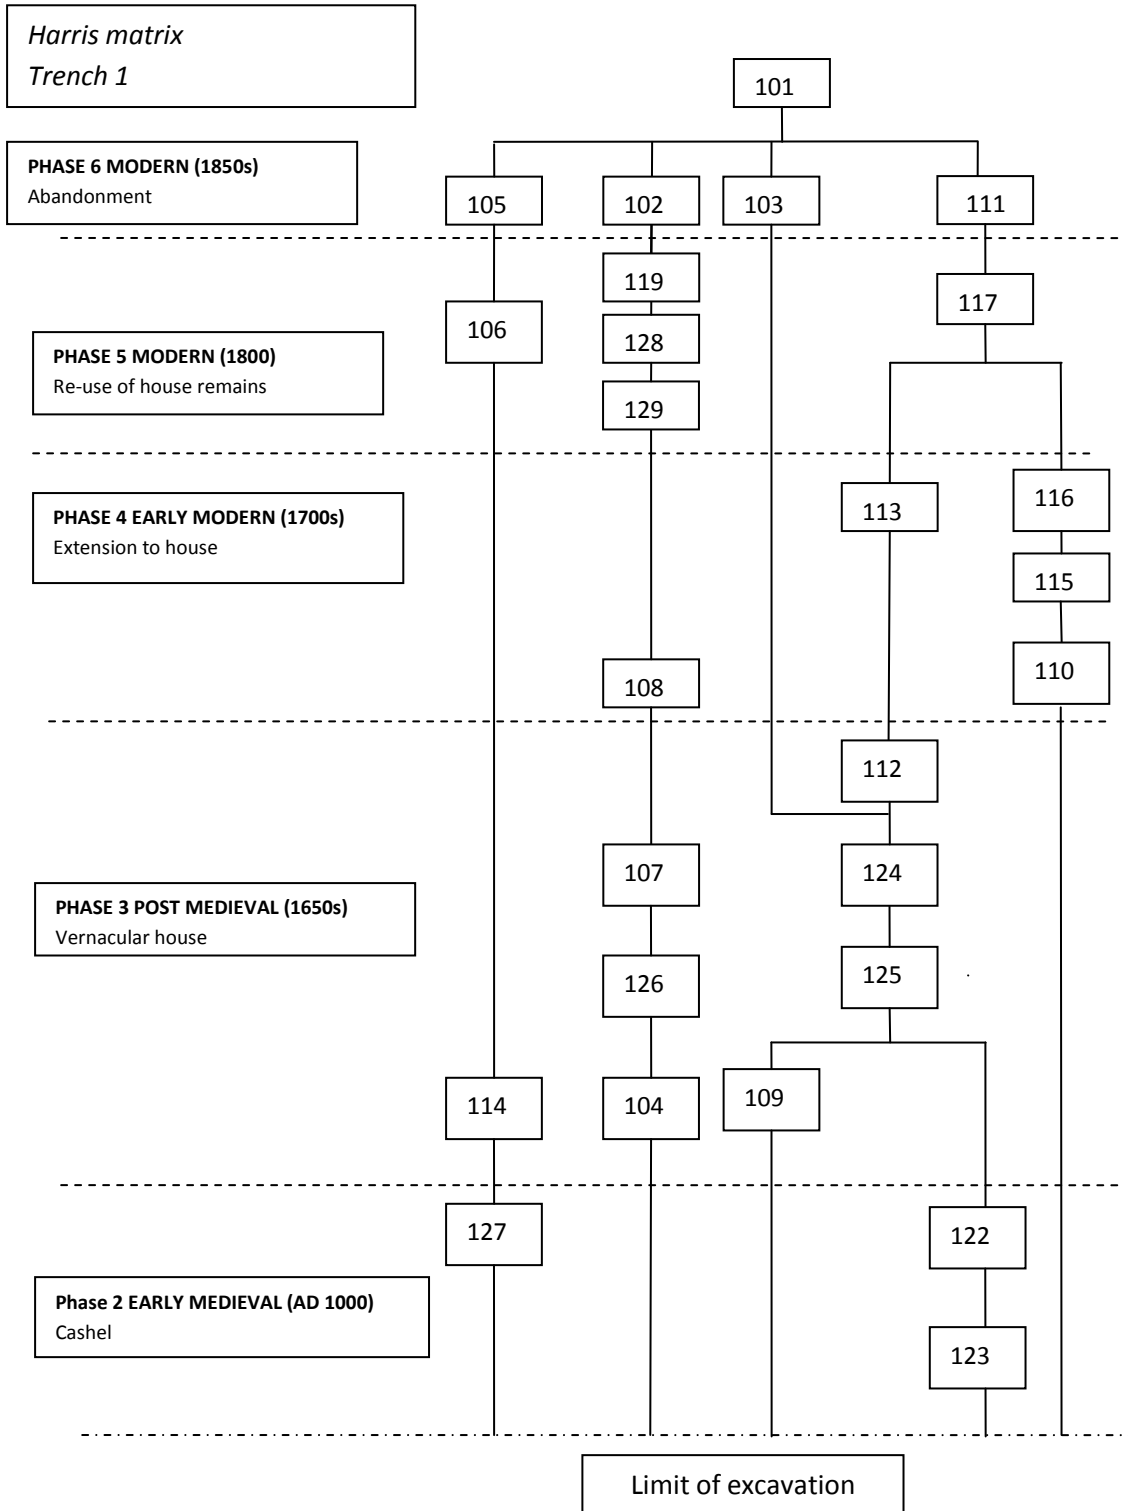 Harris matrix
Trench 1
101
PHASE 6 MODERN (1850s)
Abandonment
105
102
103
111
119
117
106
128
PHASE 5 MODERN (1800)
Re-use of house remains
129
PHASE 4 EARLY MODERN (1700s)
Extension to house
113
116
115
108
110
112
107
124
PHASE 3 POST MEDIEVAL (1650s)
Vernacular house
126
125
114
104
109
127
122
Phase 2 EARLY MEDIEVAL (AD 1000)
Cashel
123
Limit of excavation